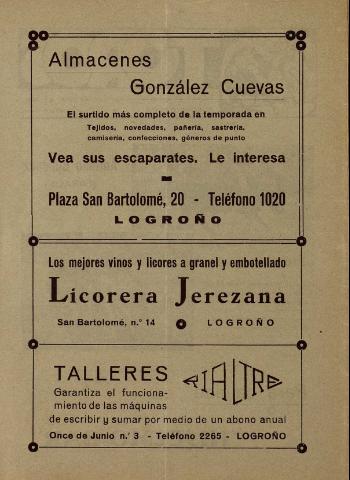 Almacenes
González Cuevas
El surtido más completo de la temporada en
Tejidos, novedades, pañería, sastrería,
camisería, confecciones, géneros de punto
Vea sus escaparates. Le interesa
Plaza San Bartolomé, 20 - Teléfono 1020
LOGROÑO
Los mejores vinos y licores a granel y embotellado
Licorera Jerezana
San Bartolomé, n.º 14 LOGROÑO
TALLERES RIALTRE
Garantiza el funciona-
miento de las máquinas
de escribir y sumar por medio de un abono anual
Once de Junio n.º 3 - Teléfono 2265 - LOGROÑO